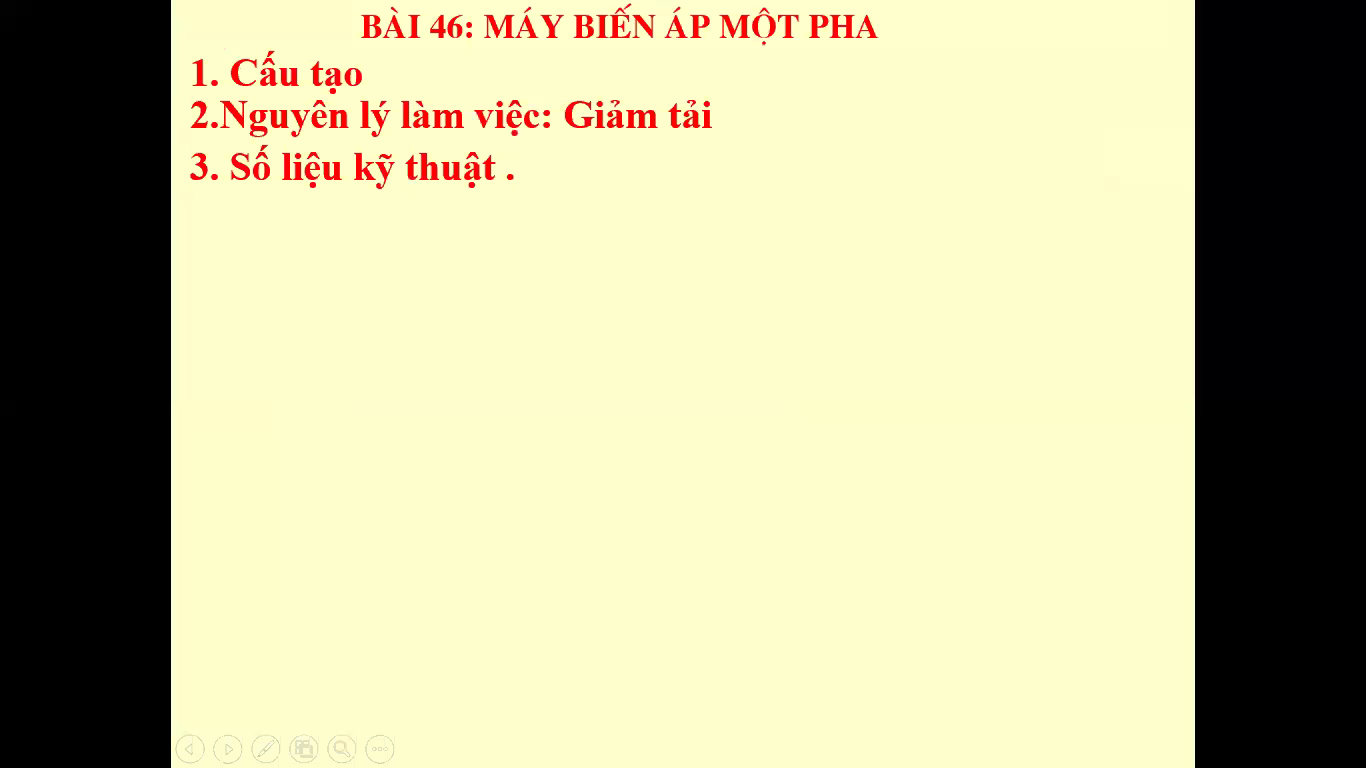 BÀI 46: MÁY BIẾN ÁP MỘT PHA
1. Cấu tạo
2.Nguyên lý làm việc: Giảm tải
3. Số liệu kỹ thuật .